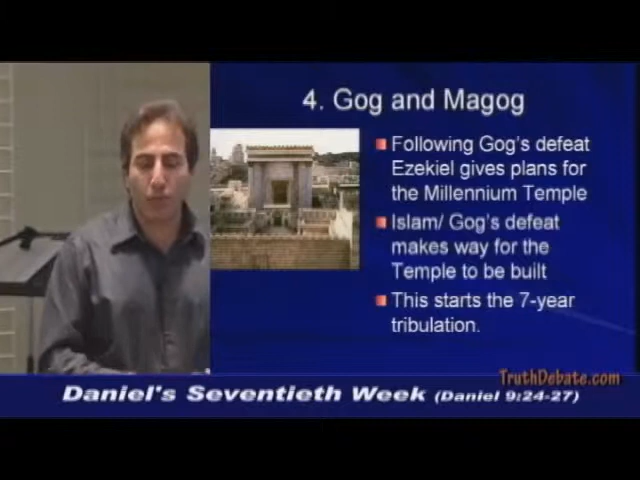 4. Gog and Magog
Following Gog's defeat
Ezekiel gives plans for
the Millennium Temple
Islam/ Gog's defeat
makes way for the
Temple to be built
This starts the 7-year
tribulation.
TruthDebate.com
Daniel's Seventieth Week (Daniel 9:24-27)